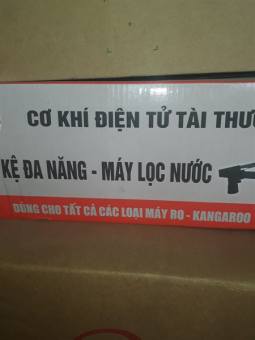 CƠ KHÍ ĐIỆN TỬ TÀI
KỆ ĐA NĂNG - MÁY LỌC NƯỚC
DÙNG CHO TẤT CẢ CÁC LOẠI MÁY RO - KANGAROO